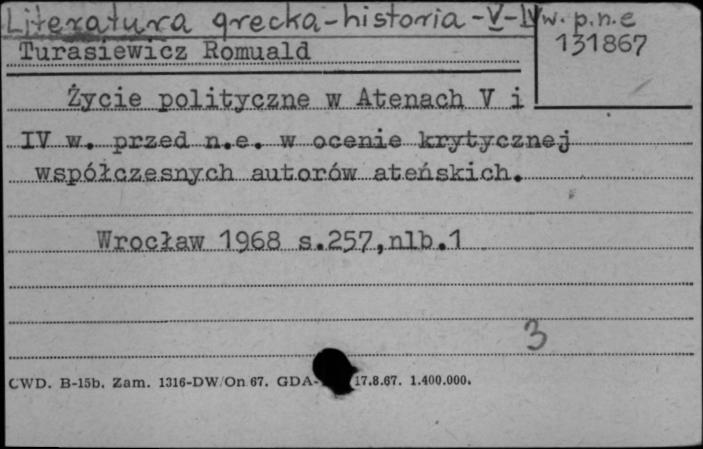 Literatura grecka-historia-V-IV w. p.n.e
131867
Turasiewicz Romuald
Życie polityczne w Atenach V i
IV w. przed n.e. w ocenie krytycznej
współczesnych autorów ateńskich.
Wrocław 1968 s.257,nlb.1
3
CWD. B-15b. Zam. 1316-DW/On 67. GDA- 17.8.67. 1.400.000.